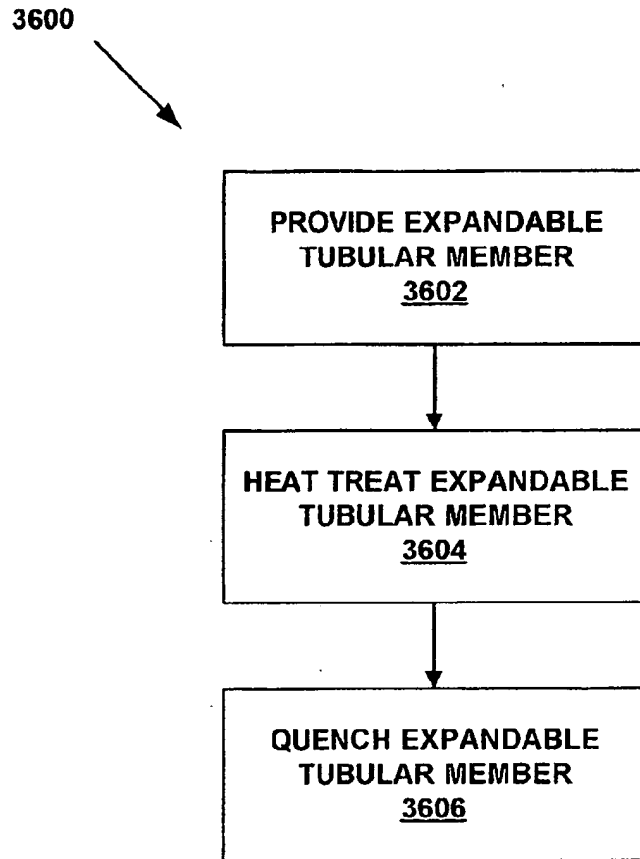 3600
PROVIDE EXPANDABLE
TUBULAR MEMBER
3602
HEAT TREAT EXPANDABLE
TUBULAR MEMBER
3604
QUENCH EXPANDABLE
TUBULAR MEMBER
3606